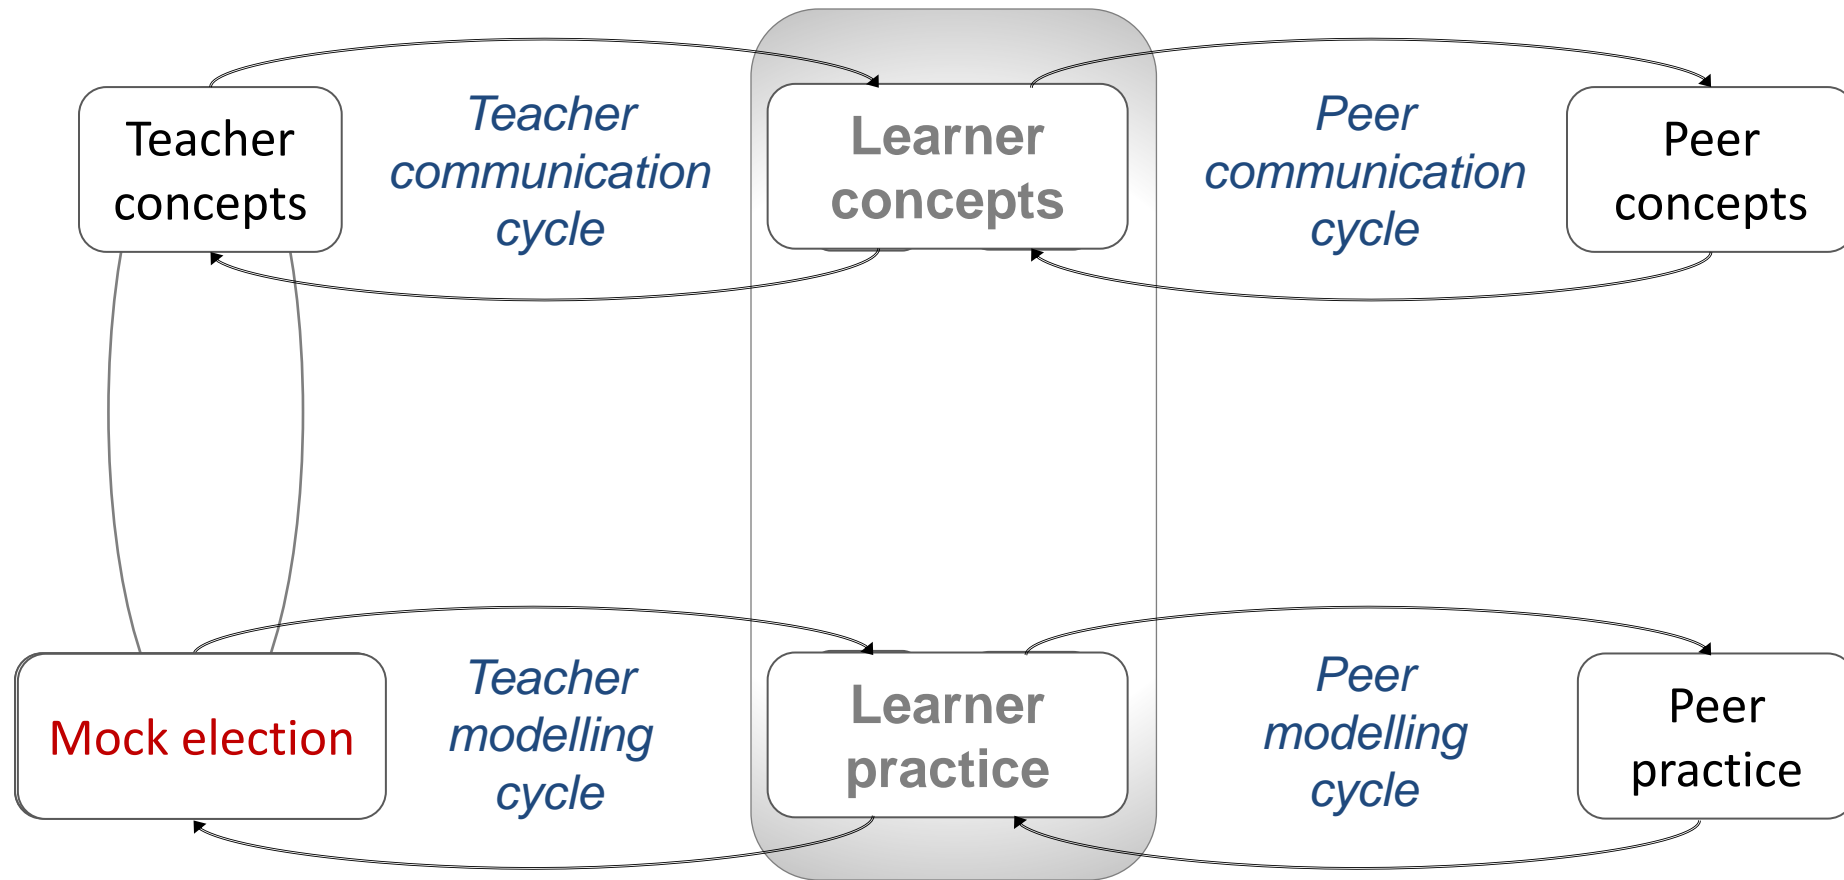 Teacher
concepts
Teacher
communication
cycle
Learner
concepts
Peer
communication
cycle
Peer
concepts
Mock election
Teacher
modelling
cycle
Learner
practice
Peer
modelling
cycle
Peer
practice